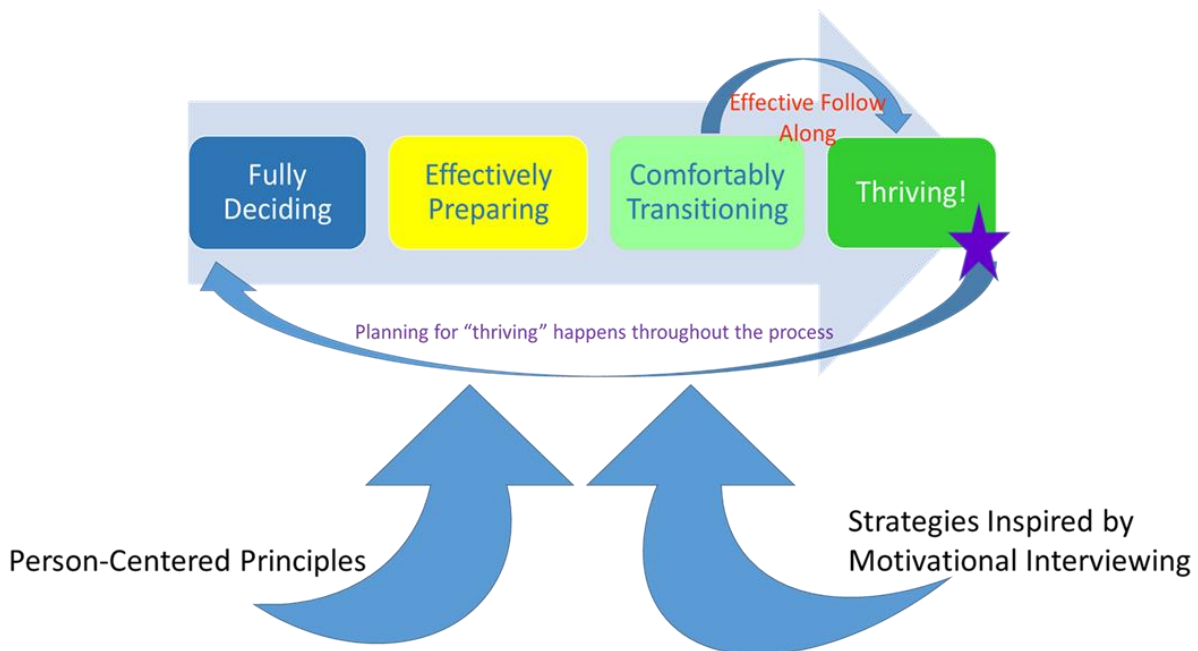 Effective Follow
Along
Fully
Deciding
Effectively
Preparing
Comfortably
Transitioning
Thriving!
Planning for “thriving” happens throughout the process
Person-Centered Principles
Strategies Inspired by
Motivational Interviewing